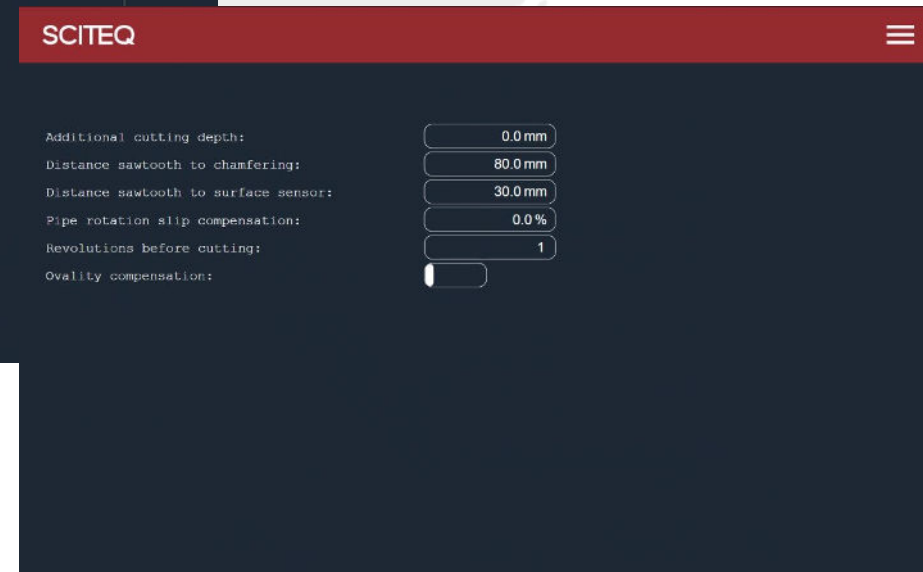 SCITEQ
Additional cutting depth: 0.0 mm
Distance sawtooth to chamfering: 80.0 mm
Distance sawtooth to surface sensor: 30.0 mm
Pipe rotation slip compensation: 0.0 %
Revolutions before cutting: 1
Ovality compensation: